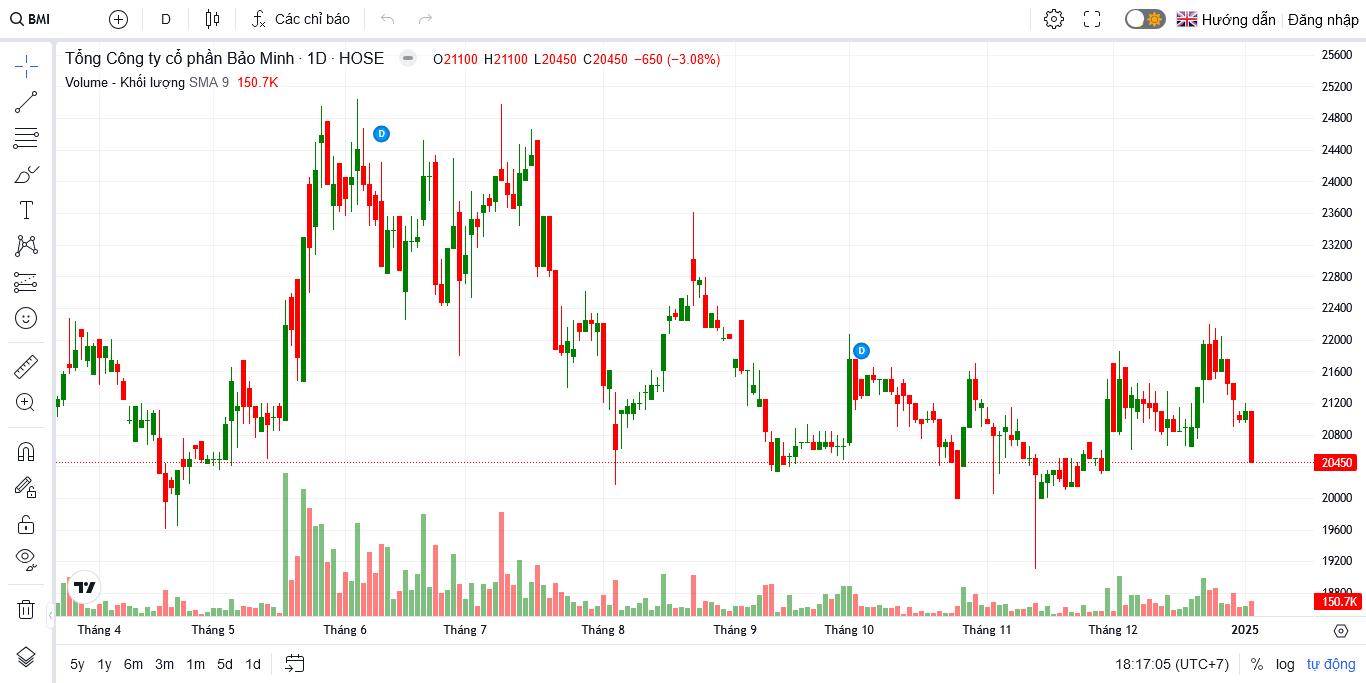 BMI D Các chỉ báo Hướng dẫn Đăng nhập
Tổng Công ty cổ phần Bảo Minh · 1D · HOSE O21100 H21100 L20450 C20450 −650 (−3.08%)
Volume - Khối lượng SMA 9 150.7K
D
D
25600
25200
24800
24400
24000
23600
23200
22800
22400
22000
21600
21200
20800
20450
20000
19600
19200
18800
150.7K
Tháng 4 Tháng 5 Tháng 6 Tháng 7 Tháng 8 Tháng 9 Tháng 10 Tháng 11 Tháng 12 2025
5y 1y 6m 3m 1m 5d 1d 18:17:05 (UTC+7) % log tự động